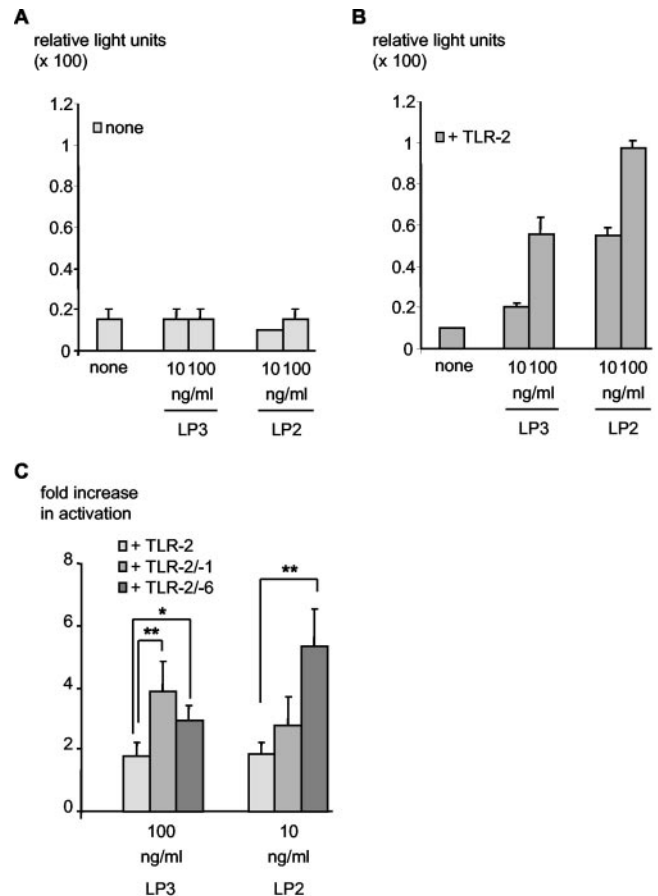 A
relative light units
(x 100)
1.2
1
0.8
0.6
0.4
0.2
0
none
none
10 100
10 100
ng/ml
ng/ml
LP3
LP2
B
relative light units
(x 100)
1.2
1
0.8
0.6
0.4
0.2
0
+ TLR-2
none
10 100
10 100
ng/ml
ng/ml
LP3
LP2
C
fold increase
in activation
8
6
4
2
0
+ TLR-2
+ TLR-2/-1
+ TLR-2/-6
*
**
**
100
10
ng/ml
ng/ml
LP3
LP2